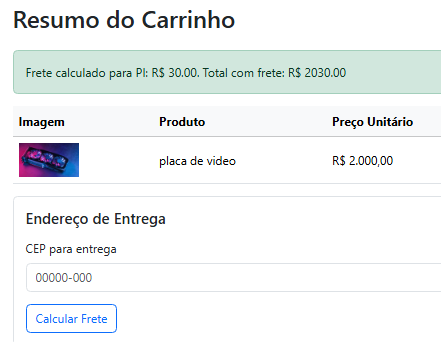 Resumo do Carrinho
Frete calculado para PI: R$ 30.00. Total com frete: R$ 2030.00
Imagem Produto Preço Unitário
placa de video R$ 2.000,00
Endereço de Entrega
CEP para entrega
00000-000
Calcular Frete